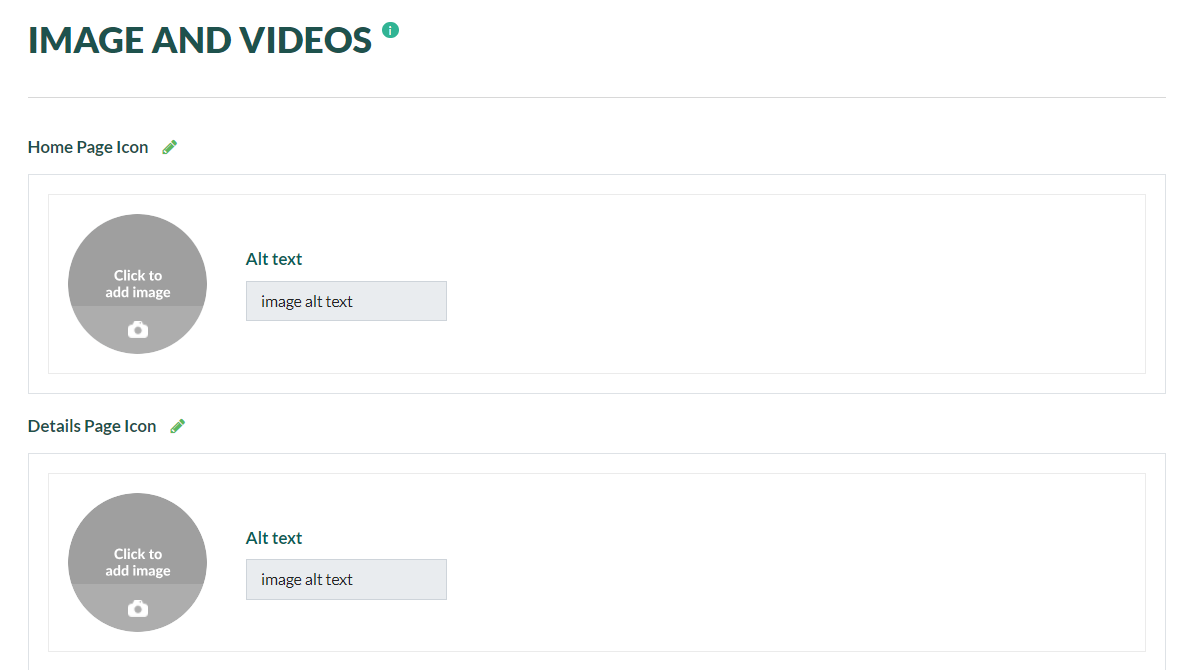 IMAGE AND VIDEOS i
Home Page Icon
Click to
add image
Alt text
image alt text
Details Page Icon
Click to
add image
Alt text
image alt text